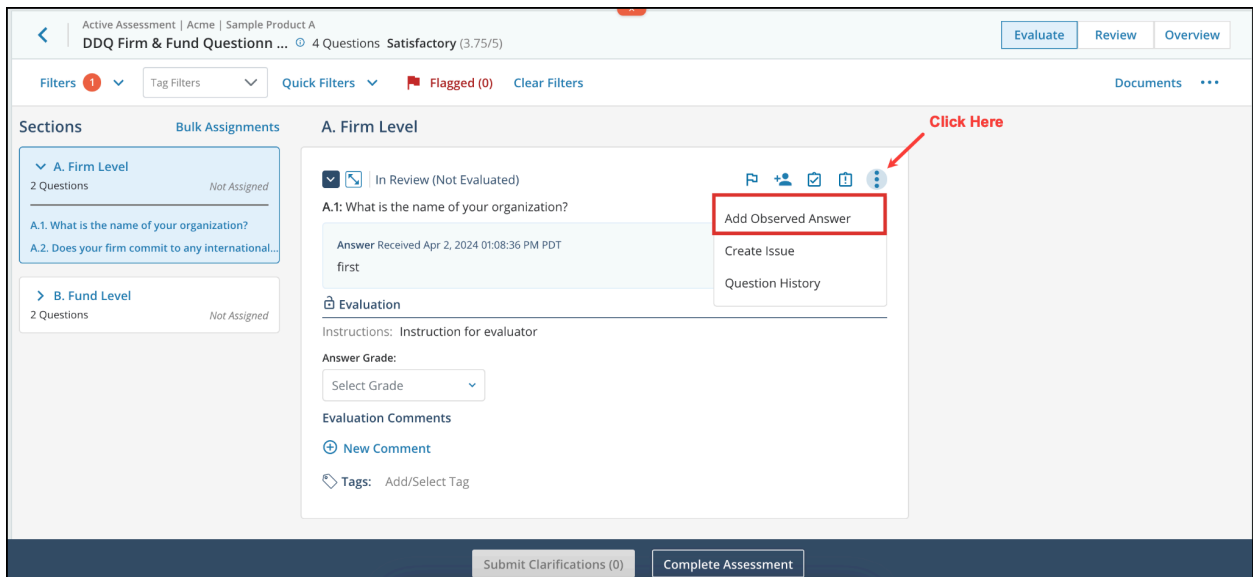 Active Assessment | Acme | Sample Product A
DDQ Firm & Fund Questionn ... 4 Questions Satisfactory (3.75/5)
Evaluate Review Overview
Filters 1 Tag Filters Quick Filters Flagged (0) Clear Filters Documents
Sections Bulk Assignments
A. Firm Level
2 Questions Not Assigned
A.1. What is the name of your organization?
A.2. Does your firm commit to any international...
B. Fund Level
2 Questions Not Assigned
A. Firm Level
Click Here
In Review (Not Evaluated)
A.1: What is the name of your organization?
Add Observed Answer
Create Issue
Question History
Answer Received Apr 2, 2024 01:08:36 PM PDT
first
Evaluation
Instructions: Instruction for evaluator
Answer Grade:
Select Grade
Evaluation Comments
New Comment
Tags: Add/Select Tag
Submit Clarifications (0) Complete Assessment